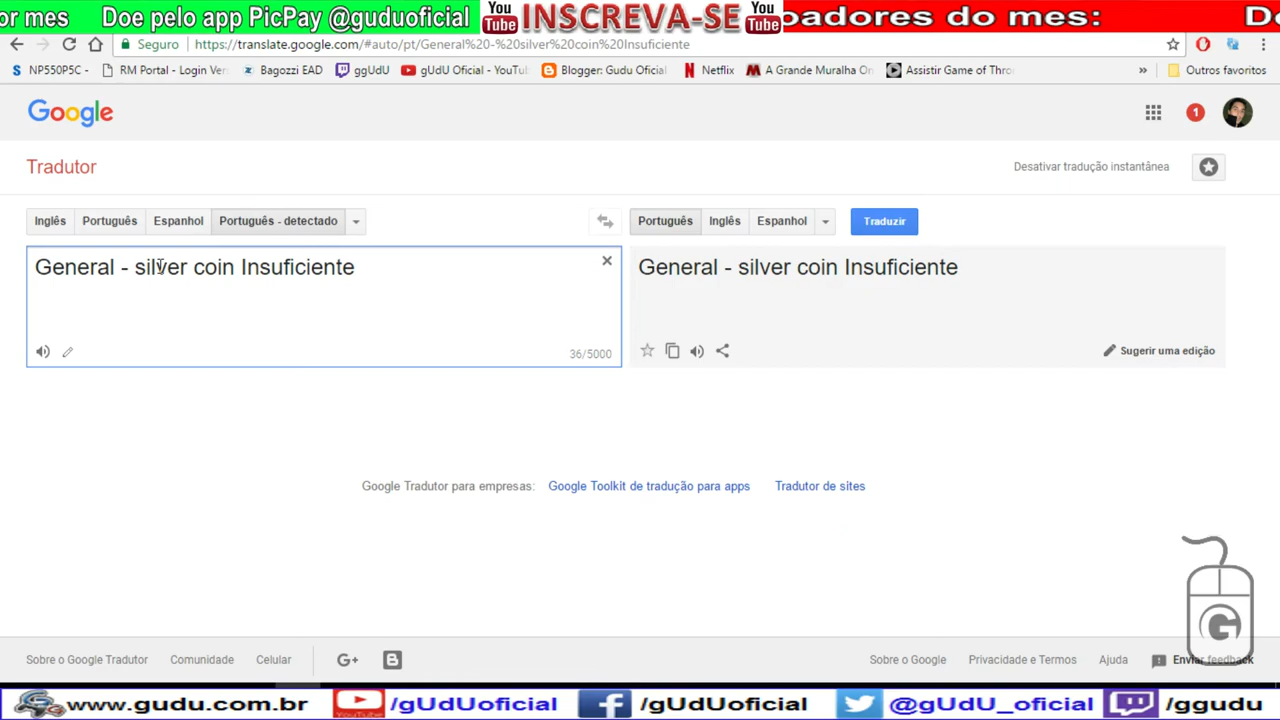 or mes Doe pelo app PicPay @guduoficial You Tube INSCREVA-SE You Tube oadores do mes: D
Seguro https://translate.google.com/#auto/pt/General%20-%20silver%20coin%20Insuficiente
NP550P5C - RM Portal - Login Ver Bagozzi EAD ggUdU gUdU Oficial - YouTu Blogger: Gudu Oficial Netflix A Grande Muralha On Assistir Game of Thro » Outros favoritos
Google 1
Tradutor Desativar tradução instantânea
Inglês Português Espanhol Português - detectado Português Inglês Espanhol Traduzir
General - silver coin Insuficiente General - silver coin Insuficiente
36/5000 Sugerir uma edição
Google Tradutor para empresas: Google Toolkit de tradução para apps Tradutor de sites
G
Sobre o Google Tradutor Comunidade Celular G+ B Sobre o Google Privacidade e Termos Ajuda Enviar feedback
www.gudu.com.br YouTube /gUdUoficial /gUdUoficial @gUdU_oficial /ggudu